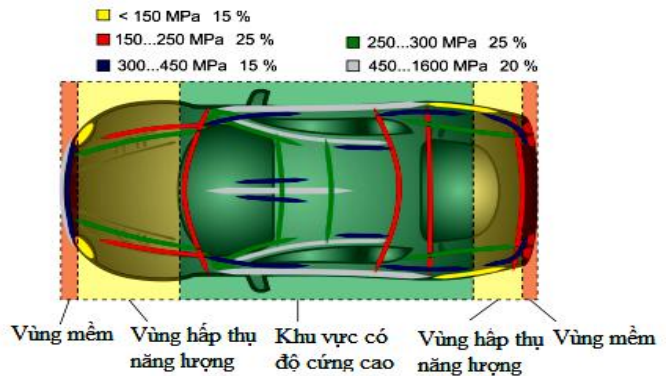 < 150 MPa 15 %
150...250 MPa 25 %
250...300 MPa 25 %
300...450 MPa 15 %
450...1600 MPa 20 %
Vùng mềm
Vùng hấp thụ
năng lượng
Khu vực có
độ cứng cao
Vùng hấp thụ
năng lượng
Vùng mềm